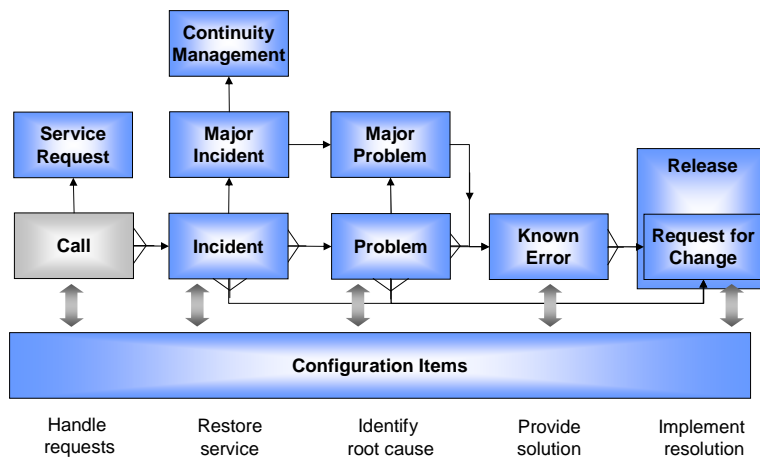 Continuity
Management
Service
Request
Major
Incident
Major
Problem
Release
Call
Incident
Problem
Known
Error
Request for
Change
Configuration Items
Handle
requests
Restore
service
Identify
root cause
Provide
solution
Implement
resolution